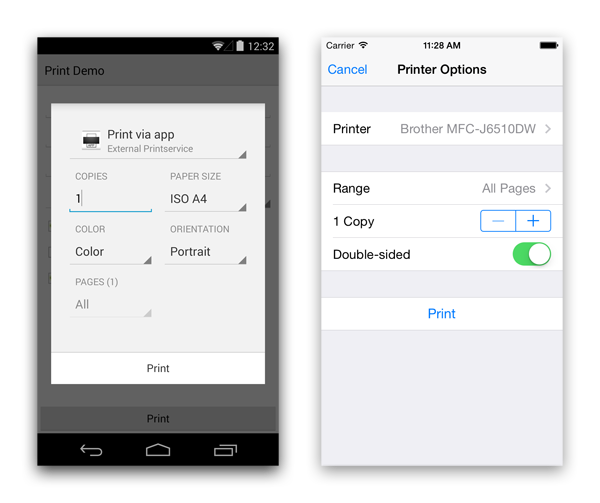 12:32
Print Demo
Print via app
External Printservice
COPIES PAPER SIZE
1 ISO A4
COLOR ORIENTATION
Color Portrait
PAGES (1)
All
Print
Print
Carrier 11:28 AM
Cancel Printer Options
Printer Brother MFC-J6510DW
Range All Pages
1 Copy
Double-sided
Print